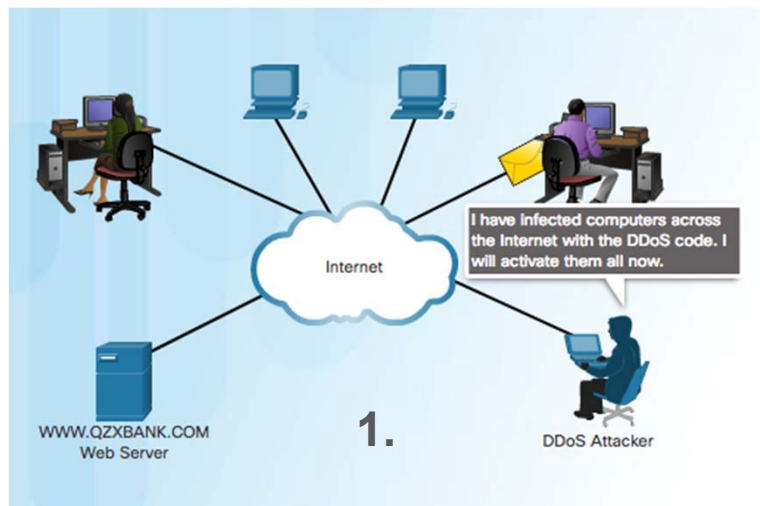 I have infected computers across
the Internet with the DDoS code. I
will activate them all now.
Internet
WWW.QZXBANK.COM
Web Server
1.
DDoS Attacker